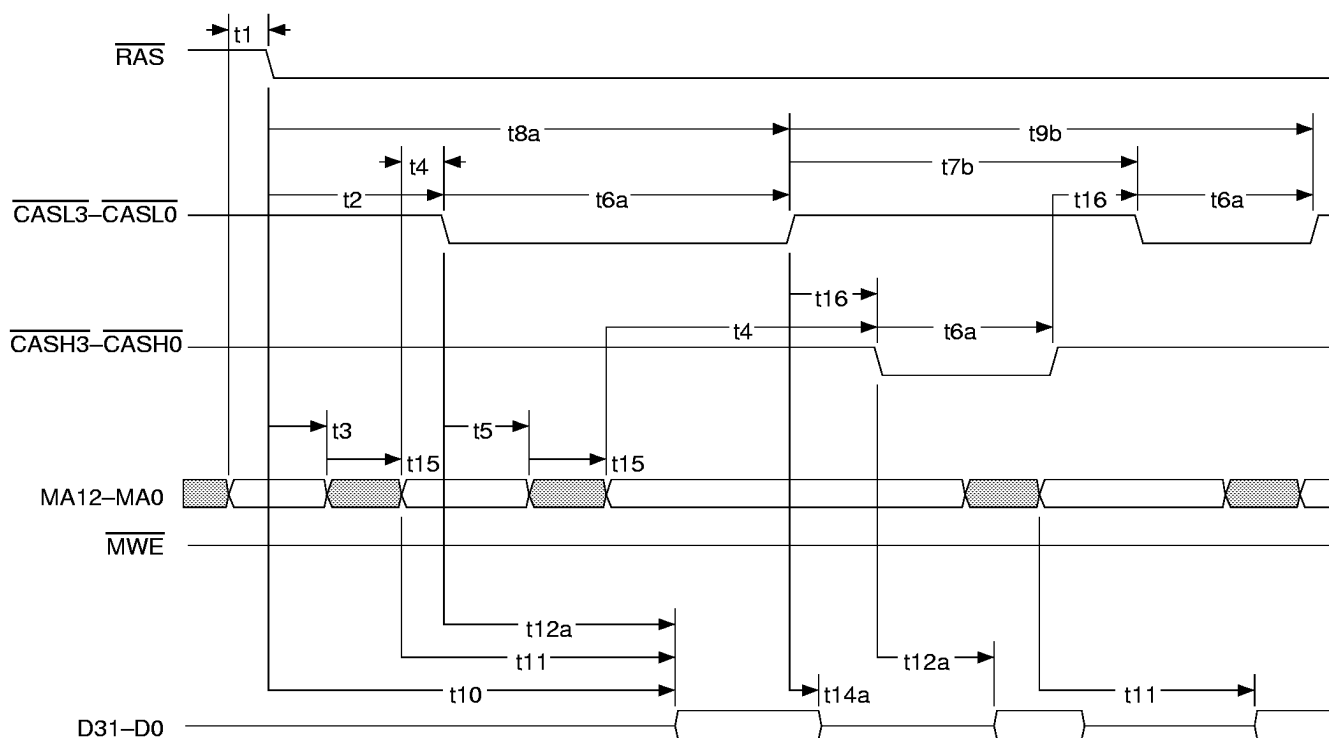 t1
RAS
t8a
t9b
t4
t7b
t2
t6a
t16
t6a
CASL3–CASL0
t16
t4
t6a
CASH3–CASH0
t3
t5
t15
t15
MA12–MA0
MWE
t12a
t11
t12a
t10
t14a
t11
D31–D0